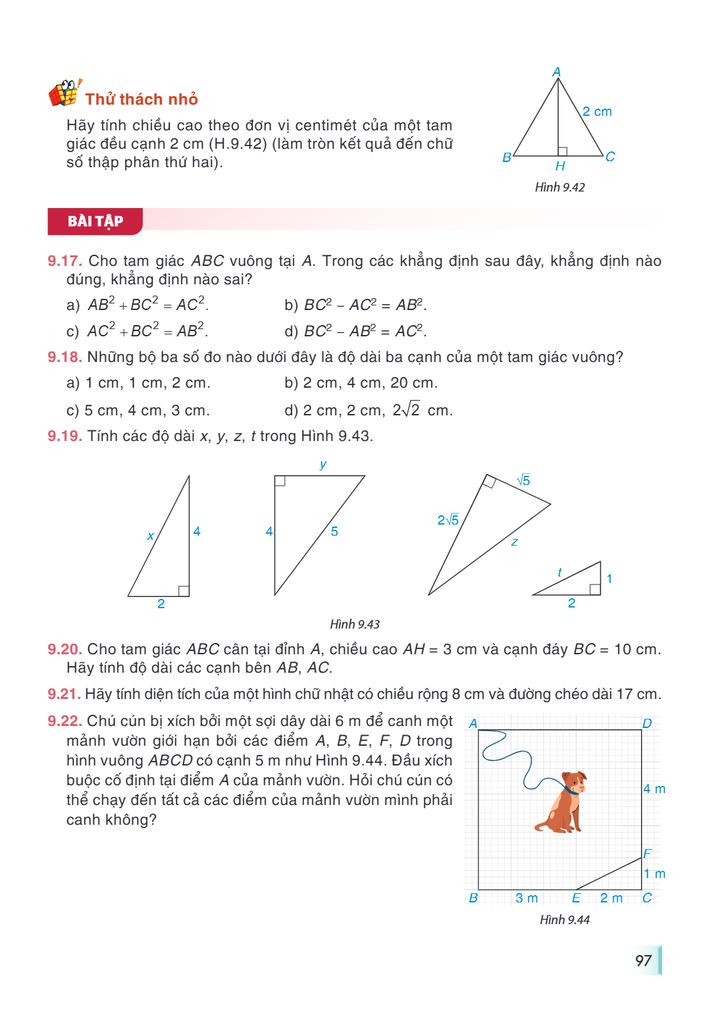 Thử thách nhỏ
Hãy tính chiều cao theo đơn vị centimét của một tam
giác đều cạnh 2 cm (H.9.42) (làm tròn kết quả đến chữ
số thập phân thứ hai).
A
2 cm
B
H
C
Hình 9.42
BÀI TẬP
9.17. Cho tam giác ABC vuông tại A. Trong các khẳng định sau đây, khẳng định nào
đúng, khẳng định nào sai?
a) AB² + BC² = AC².
b) BC² – AC² = AB².
c) AC² + BC² = AB².
d) BC² – AB² = AC².
9.18. Những bộ ba số đo nào dưới đây là độ dài ba cạnh của một tam giác vuông?
a) 1 cm, 1 cm, 2 cm.
b) 2 cm, 4 cm, 20 cm.
c) 5 cm, 4 cm, 3 cm.
d) 2 cm, 2 cm, 2√2 cm.
9.19. Tính các độ dài x, y, z, t trong Hình 9.43.
x
4
2
y
4
5
√5
2√5
z
t
1
2
Hình 9.43
9.20. Cho tam giác ABC cân tại đỉnh A, chiều cao AH = 3 cm và cạnh đáy BC = 10 cm.
Hãy tính độ dài các cạnh bên AB, AC.
9.21. Hãy tính diện tích của một hình chữ nhật có chiều rộng 8 cm và đường chéo dài 17 cm.
9.22. Chú cún bị xích bởi một sợi dây dài 6 m để canh một
mảnh vườn giới hạn bởi các điểm A, B, E, F, D trong
hình vuông ABCD có cạnh 5 m như Hình 9.44. Đầu xích
buộc cố định tại điểm A của mảnh vườn. Hỏi chú cún có
thể chạy đến tất cả các điểm của mảnh vườn mình phải
canh không?
A
D
4 m
F
1 m
B
3 m
E
2 m
C
Hình 9.44
97